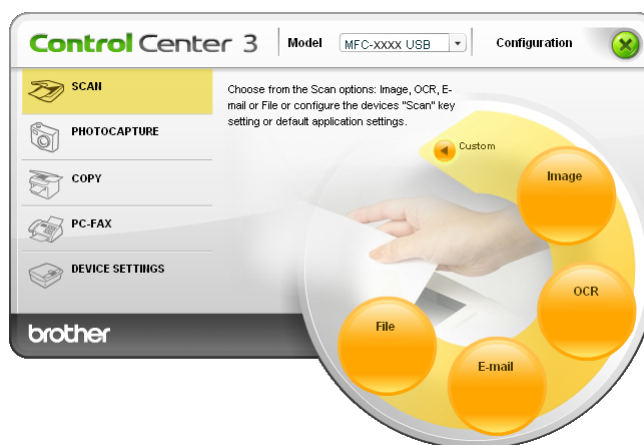 Control Center 3 Model MFC-XXXX USB Configuration
SCAN
Choose from the Scan options: Image, OCR, E-
mail or File or configure the devices "Scan" key
setting or default application settings.
PHOTOCAPTURE
COPY
PC-FAX
DEVICE SETTINGS
brother
Custom
Image
OCR
E-mail
File